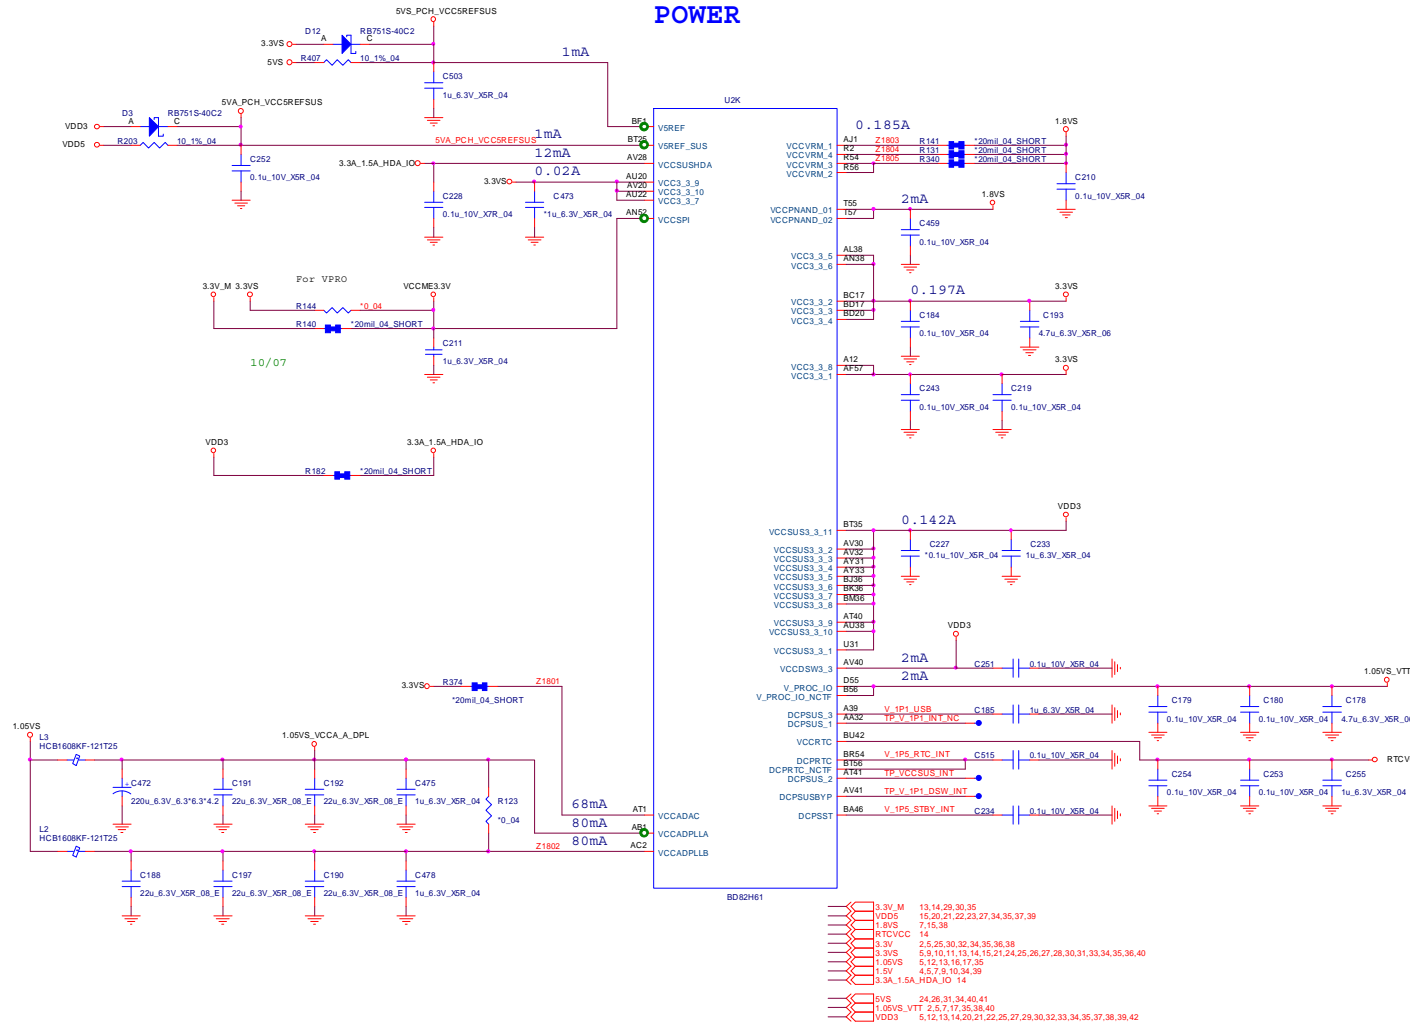 POWER
5VS_PCH_VCC5REFSUS
D12 RB751S-40C2
3.3VS A C
1mA
5VS R407 10_1%_04
C503
1u_6.3V_X5R_04
U2K
5VA_PCH_VCC5REFSUS
D3 RB751S-40C2
VDD3 A C
VDD5 R203 10_1%_04
C252
0.1u_10V_X5R_04
BF1 V5REF
1mA
5VA_PCH_VCC5REFSUS BT25 V5REF_SUS
12mA
3.3A_1.5A_HDA_IO AV28 VCCSUSHDA
0.02A
3.3VS AU20 VCC3_3_9
AV20 VCC3_3_10
AU22 VCC3_3_7
C228
0.1u_10V_X7R_04
C473
*1u_6.3V_X5R_04
AN52 VCCSPI
0.185A
1.8VS
VCCVRM_1 AJ1 Z1803 R141 *20mil_04_SHORT
VCCVRM_4 R2 Z1804 R131 *20mil_04_SHORT
VCCVRM_3 R54 Z1805 R340 *20mil_04_SHORT
VCCVRM_2 R56
C210
0.1u_10V_X5R_04
2mA
1.8VS
VCCPNAND_01 T55
VCCPNAND_02 T57
C459
0.1u_10V_X5R_04
VCC3_3_5 AL38
VCC3_3_6 AN38
0.197A
3.3VS
VCC3_3_2 BC17
VCC3_3_3 BD17
VCC3_3_4 BD20
C184
0.1u_10V_X5R_04
C193
4.7u_6.3V_X5R_06
3.3VS
VCC3_3_8 A12
VCC3_3_1 AF57
C243
0.1u_10V_X5R_04
C219
0.1u_10V_X5R_04
For VPRO
3.3V_M 3.3VS VCCME3.3V
R144 *0_04
R140 *20mil_04_SHORT
C211
1u_6.3V_X5R_04
10/07
VDD3 3.3A_1.5A_HDA_IO
R182 *20mil_04_SHORT
VDD3
0.142A
VCCSUS3_3_11 BT35
C227
*0.1u_10V_X5R_04
C233
1u_6.3V_X5R_04
VCCSUS3_3_2 AV30
VCCSUS3_3_3 AV32
VCCSUS3_3_4 AY31
VCCSUS3_3_5 AY33
VCCSUS3_3_6 BJ36
VCCSUS3_3_7 BK36
VCCSUS3_3_8 BM36
VCCSUS3_3_9 AT40
VCCSUS3_3_10 AU38
VCCSUS3_3_1 U31
VDD3
2mA
VCCDSW3_3 AV40 C251 0.1u_10V_X5R_04
2mA
1.05VS_VTT
V_PROC_IO D55
V_PROC_IO_NCTF B56
C179
0.1u_10V_X5R_04
C180
0.1u_10V_X5R_04
C178
4.7u_6.3V_X5R_06
DCPSUS_3 A39 V_1P1_USB C185 1u_6.3V_X5R_04
DCPSUS_1 AA32 TP_V_1P1_INT_NC
VCCRTC BU42
RTCV
DCPRTC BR54 V_1P5_RTC_INT C515 0.1u_10V_X5R_04
DCPRTC_NCTF BT56
DCPSUS_2 AT41 TP_VCCSUS_INT
C254
0.1u_10V_X5R_04
C253
0.1u_10V_X5R_04
C255
1u_6.3V_X5R_04
DCPSUSBYP AV41 TP_V_1P1_DSW_INT
DCPSST BA46 V_1P5_STBY_INT C234 0.1u_10V_X5R_04
3.3VS R374 Z1801
*20mil_04_SHORT
1.05VS
L3
HCB1608KF-121T25
1.05VS_VCCA_A_DPL
C472
220u_6.3V_6.3*6.3*4.2
C191
22u_6.3V_X5R_08_E
C192
22u_6.3V_X5R_08_E
C475
1u_6.3V_X5R_04
R123
*0_04
68mA AT1 VCCADAC
80mA AB1 VCCADPLLA
80mA
Z1802 AC2 VCCADPLLB
L2
HCB1608KF-121T25
C188
22u_6.3V_X5R_08_E
C197
22u_6.3V_X5R_08_E
C190
22u_6.3V_X5R_08_E
C478
1u_6.3V_X5R_04
BD82H61
3.3V_M 13,14,29,30,35
VDD5 15,20,21,22,23,27,34,35,37,39
1.8VS 7,15,38
RTCVCC 14
3.3V 2,5,25,30,32,34,35,36,38
3.3VS 5,9,10,11,13,14,15,21,24,25,26,27,28,30,31,33,34,35,36,40
1.05VS 5,12,13,16,17,35
1.5V 4,5,7,9,10,34,39
3.3A_1.5A_HDA_IO 14
5VS 24,26,31,34,40,41
1.05VS_VTT 2,5,7,17,35,38,40
VDD3 5,12,13,14,20,21,22,25,27,29,30,32,33,34,35,37,38,39,42